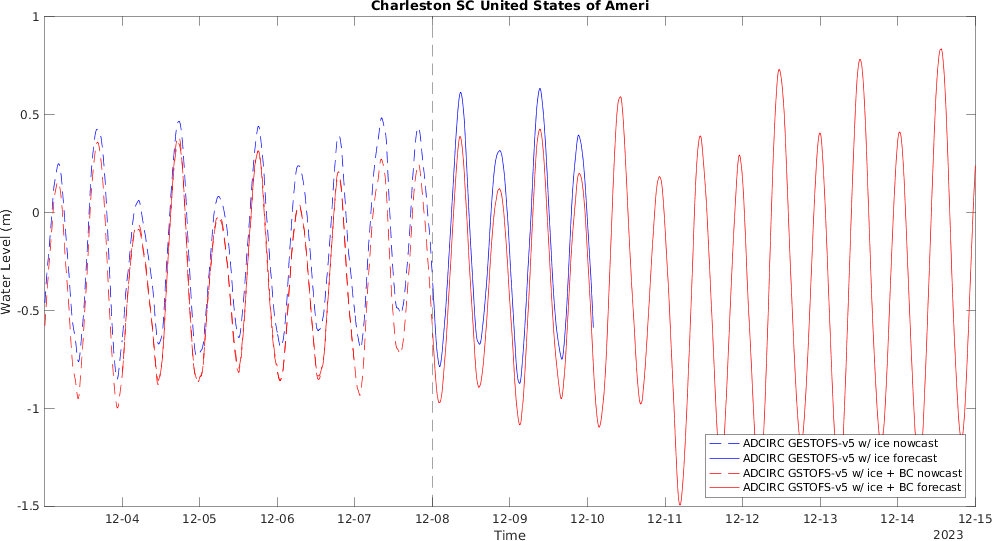 Charleston SC United States of Ameri
1
0.5
0
-0.5
-1
-1.5
Water Level (m)
ADCIRC GESTOFS-v5 w/ ice nowcast
ADCIRC GESTOFS-v5 w/ ice forecast
ADCIRC GSTOFS-v5 w/ ice + BC nowcast
ADCIRC GSTOFS-v5 w/ ice + BC forecast
12-04 12-05 12-06 12-07 12-08 12-09 12-10 12-11 12-12 12-13 12-14 12-15
Time
2023